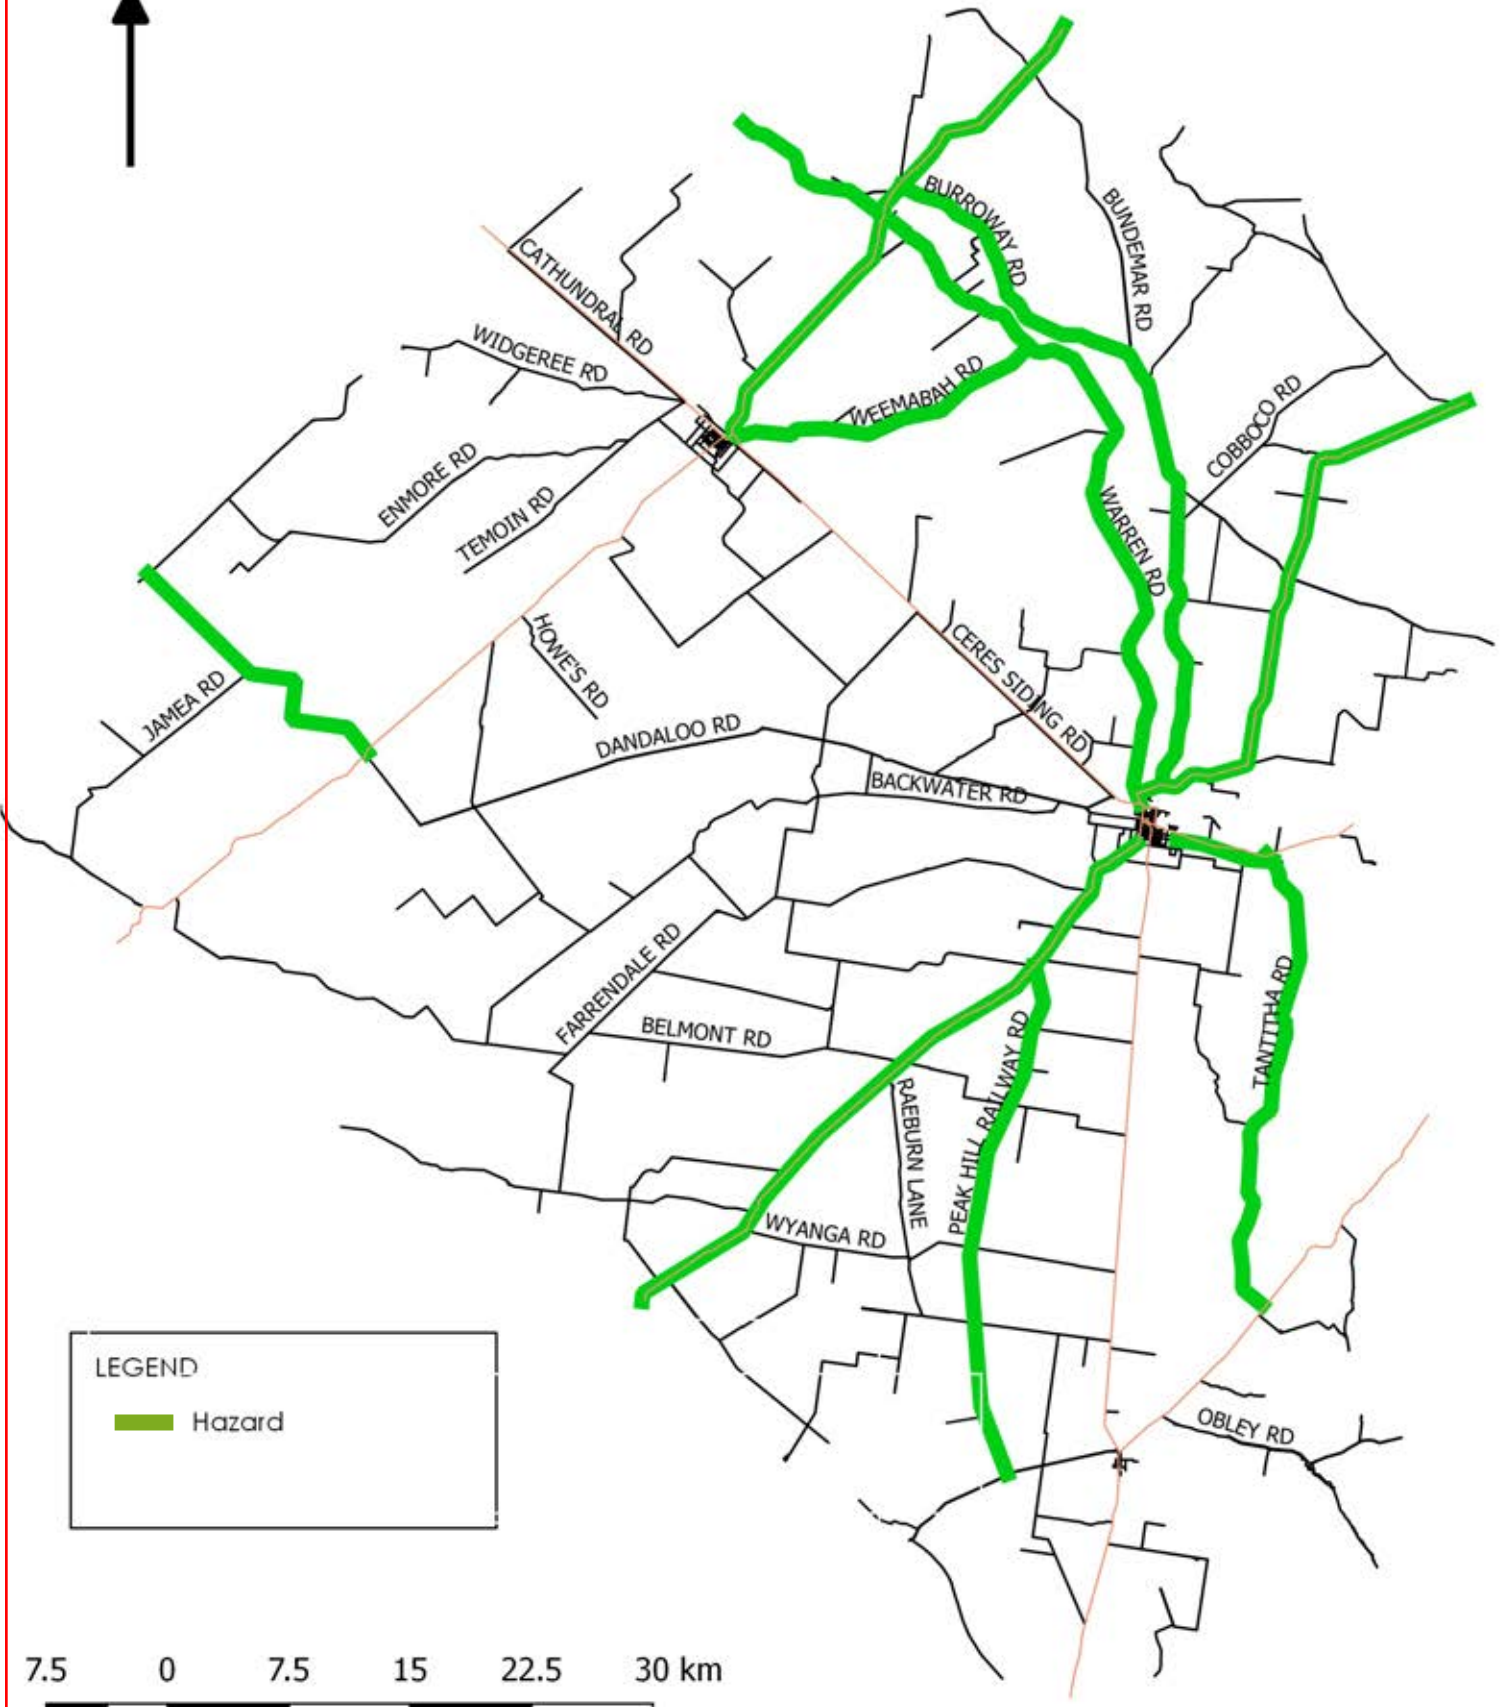 BURROWAY RD
BUNDEMAR RD
CATHUNDRAL RD
WIDGEREE RD
WEEMABAH RD
COBBOCO RD
ENMORE RD
TEMOIN RD
WARREN RD
HOWE'S RD
CERES SIDING RD
JAMEA RD
DANDALOO RD
BACKWATER RD
FARRENDALE RD
TANTITHA RD
BELMONT RD
PEAK HILL RAILWAY RD
RAEBURN LANE
WYANGA RD
LEGEND
Hazard
OBLEY RD
7.5 0 7.5 15 22.5 30 km